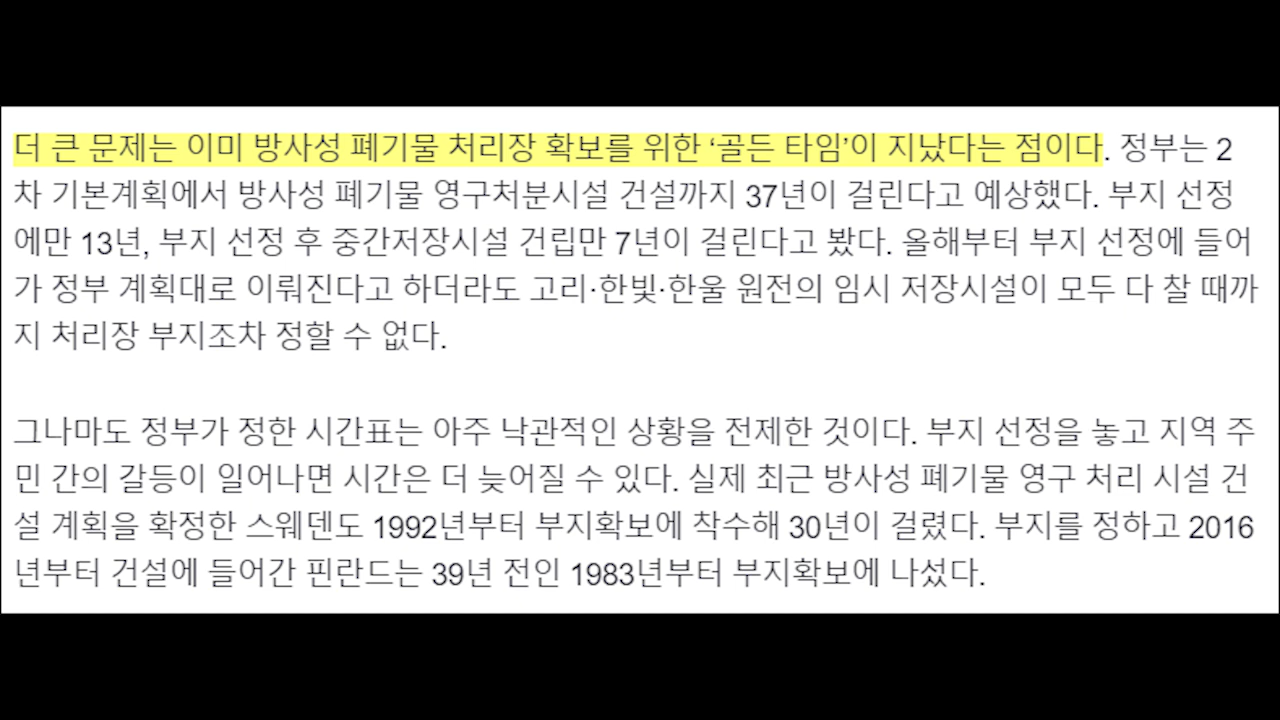 더 큰 문제는 이미 방사성 폐기물 처리장 확보를 위한 ‘골든 타임’이 지났다는 점이다. 정부는 2
차 기본계획에서 방사성 폐기물 영구처분시설 건설까지 37년이 걸린다고 예상했다. 부지 선정
에만 13년, 부지 선정 후 중간저장시설 건립만 7년이 걸린다고 봤다. 올해부터 부지 선정에 들어
가 정부 계획대로 이뤄진다고 하더라도 고리·한빛·한울 원전의 임시 저장시설이 모두 다 찰 때까
지 처리장 부지조차 정할 수 없다.
그나마도 정부가 정한 시간표는 아주 낙관적인 상황을 전제한 것이다. 부지 선정을 놓고 지역 주
민 간의 갈등이 일어나면 시간은 더 늦어질 수 있다. 실제 최근 방사성 폐기물 영구 처리 시설 건
설 계획을 확정한 스웨덴도 1992년부터 부지확보에 착수해 30년이 걸렸다. 부지를 정하고 2016
년부터 건설에 들어간 핀란드는 39년 전인 1983년부터 부지확보에 나섰다.